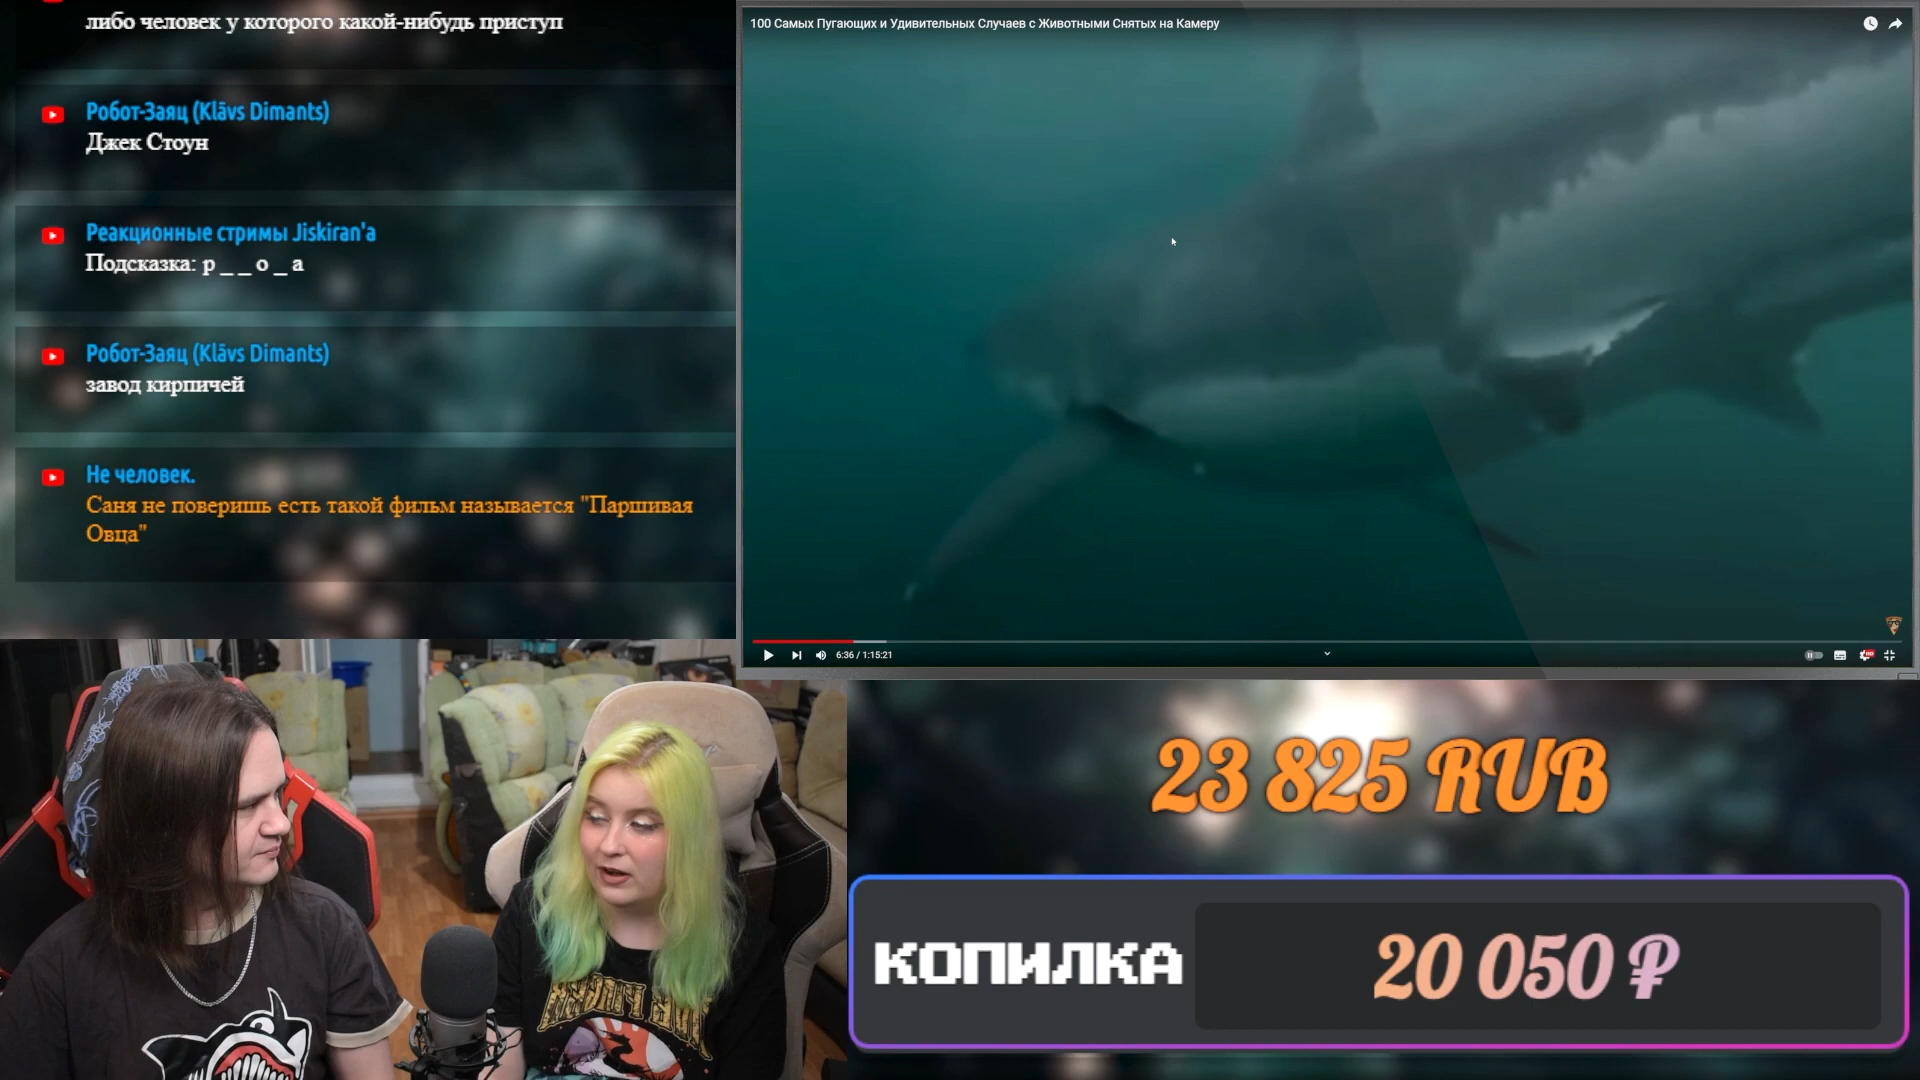 либо человек у которого какой-нибудь приступ
Робот-Заяц (Klāvs Dimants)
Джек Стоун
Реакционные стримы Jiskiran'a
Подсказка: р _ _ о _ а
Робот-Заяц (Klāvs Dimants)
завод кирпичей
Не человек.
Саня не поверишь есть такой фильм называется "Паршивая
Овца"
100 Самых Пугающих и Удивительных Случаев с Животными Снятых на Камеру
6:36 / 1:15:21
23 825 RUB
КОПИЛКА
20 050 ₽